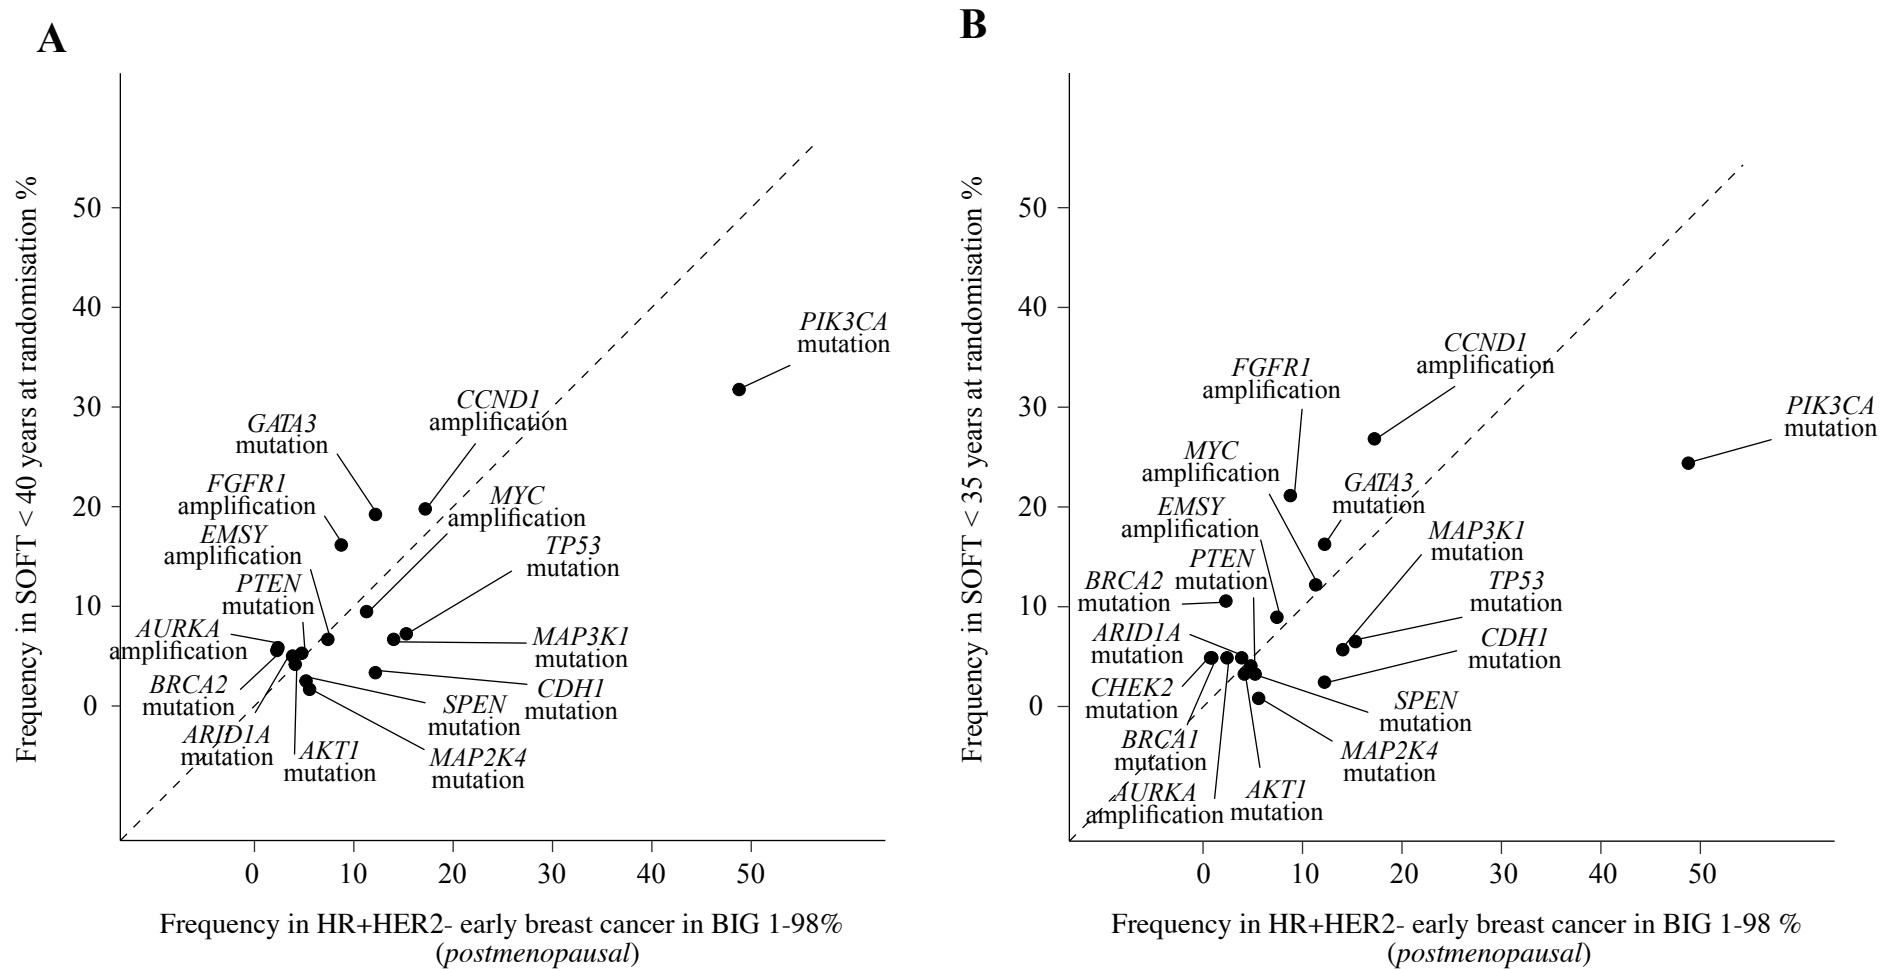 A
Frequency in SOFT < 40 years at randomisation %
50
40
30
20
10
0
PIK3CA
mutation
CCND1
amplification
GATA3
mutation
FGFR1
amplification
MYC
amplification
EMSY
amplification
TP53
mutation
PTEN
mutation
AURKA
amplification
MAP3K1
mutation
BRCA2
mutation
CDH1
mutation
SPEN
mutation
ARID1A
mutation
AKT1
mutation
MAP2K4
mutation
0 10 20 30 40 50
Frequency in HR+HER2- early breast cancer in BIG 1-98%
(postmenopausal)
B
Frequency in SOFT < 35 years at randomisation %
50
40
30
20
10
0
CCND1
amplification
FGFR1
amplification
PIK3CA
mutation
MYC
amplification
GATA3
mutation
EMSY
amplification
MAP3K1
mutation
PTEN
mutation
BRCA2
mutation
TP53
mutation
ARID1A
mutation
CDH1
mutation
CHEK2
mutation
SPEN
mutation
BRCA1
mutation
MAP2K4
mutation
AURKA
amplification
AKT1
mutation
0 10 20 30 40 50
Frequency in HR+HER2- early breast cancer in BIG 1-98 %
(postmenopausal)